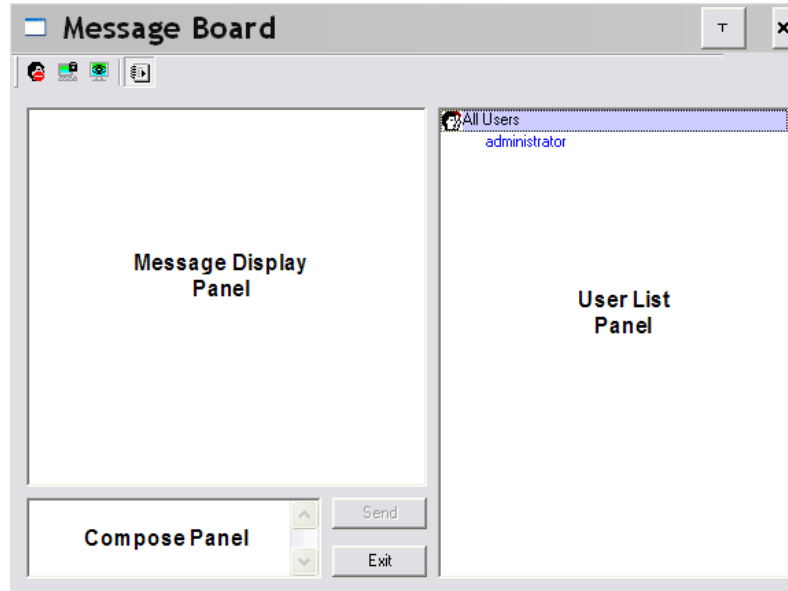 Message Board
T
All Users
administrator
Message Display
Panel
User List
Panel
Compose Panel
Send
Exit